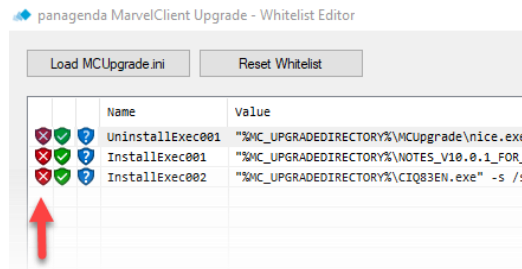 panagenda MarvelClient Upgrade - Whitelist Editor
Load MCUpgrade.ini Reset Whitelist
Name Value
UninstallExec001 "%MC_UPGRADEDIRECTORY%\MCUpgrade\nice.exe
InstallExec001 "%MC_UPGRADEDIRECTORY%\NOTES_V10.0.1_FOR_
InstallExec002 "%MC_UPGRADEDIRECTORY%\CIQ83EN.exe" -s /s